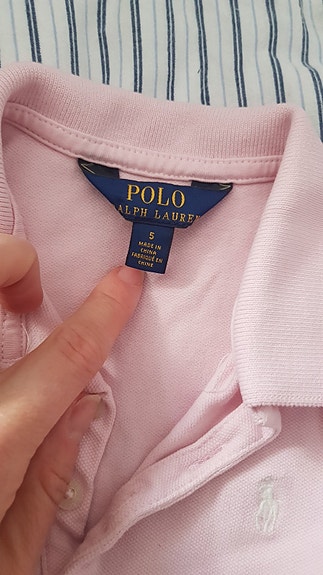 POLO
RALPH LAUREN
5
MADE IN
CHINA
FABRIQUÉ EN
CHINE